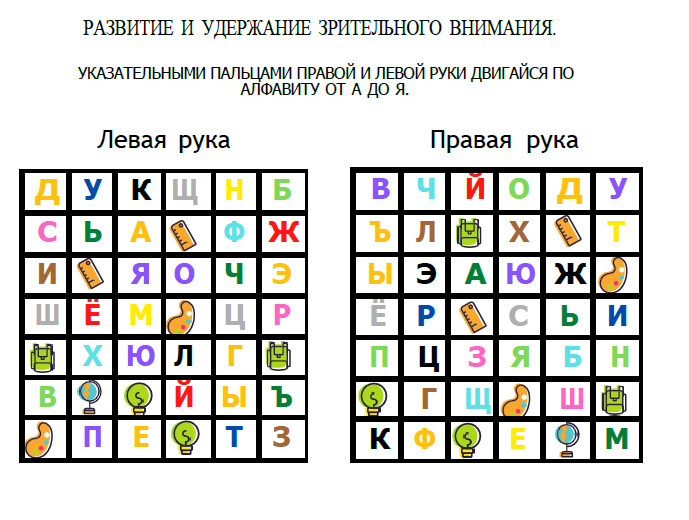 РАЗВИТИЕ И УДЕРЖАНИЕ ЗРИТЕЛЬНОГО ВНИМАНИЯ.
УКАЗАТЕЛЬНЫМИ ПАЛЬЦАМИ ПРАВОЙ И ЛЕВОЙ РУКИ ДВИГАЙСЯ ПО
АЛФАВИТУ ОТ А ДО Я.
Левая рука
Д У К Щ Н Б
С Ь А Ф Ж
И Я О Ч Э
Ш Ё М Ц Р
Х Ю Л Г
В Й Ы Ъ
П Е Т З
Правая рука
В Ч Й О Д У
Ъ Л Х Т
Ы Э А Ю Ж
Ё Р С Ь И
П Ц З Я Б Н
Г Щ Ш
К Ф Е М